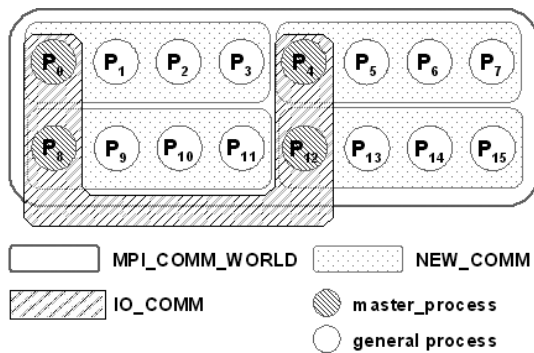 P0 P1 P2 P3 P4 P5 P6 P7
P8 P9 P10 P11 P12 P13 P14 P15
MPI_COMM_WORLD NEW_COMM
IO_COMM master_process
general process